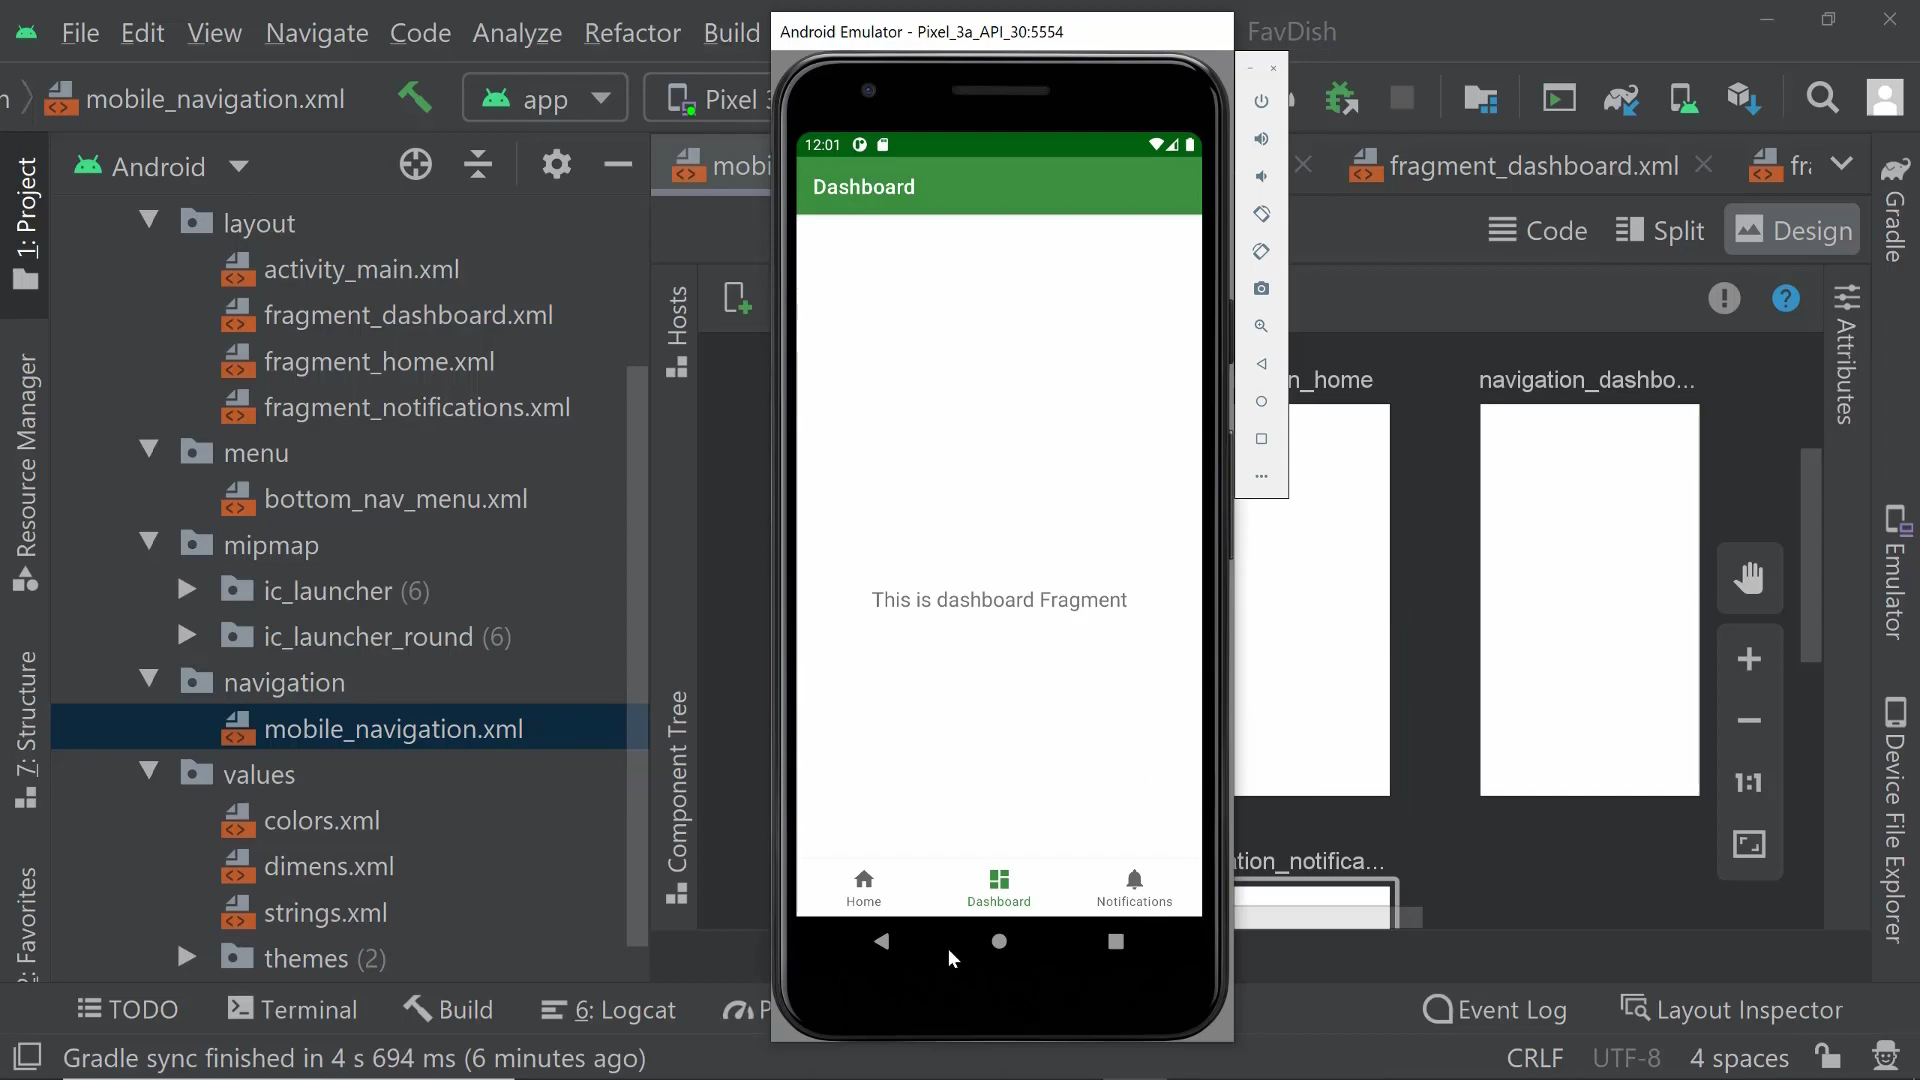 File Edit View Navigate Code Analyze Refactor Build
Android Emulator - Pixel_3a_API_30:5554
FavDish
mobile_navigation.xml
app
Pixel 3
Android
1: Project
Resource Manager
7: Structure
2: Favorites
layout
activity_main.xml
fragment_dashboard.xml
fragment_home.xml
fragment_notifications.xml
menu
bottom_nav_menu.xml
mipmap
ic_launcher (6)
ic_launcher_round (6)
navigation
mobile_navigation.xml
values
colors.xml
dimens.xml
strings.xml
themes (2)
mobi
fragment_dashboard.xml
fr
Code Split Design
Hosts
Component Tree
12:01
Dashboard
This is dashboard Fragment
Home Dashboard Notifications
n_home
navigation_dashbo...
tion_notifica...
1:1
Attributes
Gradle
Emulator
Device File Explorer
TODO Terminal Build 6: Logcat P
Event Log Layout Inspector
Gradle sync finished in 4 s 694 ms (6 minutes ago)
CRLF UTF-8 4 spaces